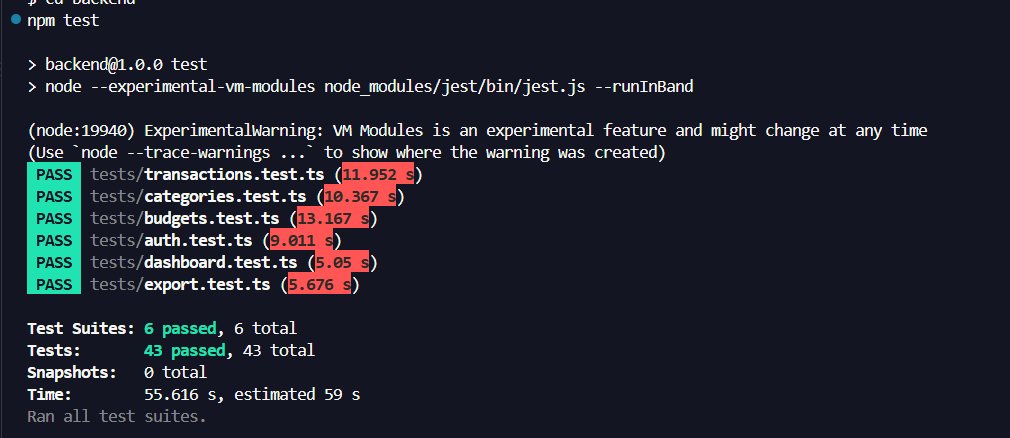 $ cd backend
npm test
> backend@1.0.0 test
> node --experimental-vm-modules node_modules/jest/bin/jest.js --runInBand
(node:19940) ExperimentalWarning: VM Modules is an experimental feature and might change at any time
(Use `node --trace-warnings ...` to show where the warning was created)
PASS tests/transactions.test.ts (11.952 s)
PASS tests/categories.test.ts (10.367 s)
PASS tests/budgets.test.ts (13.167 s)
PASS tests/auth.test.ts (9.011 s)
PASS tests/dashboard.test.ts (5.05 s)
PASS tests/export.test.ts (5.676 s)
Test Suites: 6 passed, 6 total
Tests: 43 passed, 43 total
Snapshots: 0 total
Time: 55.616 s, estimated 59 s
Ran all test suites.